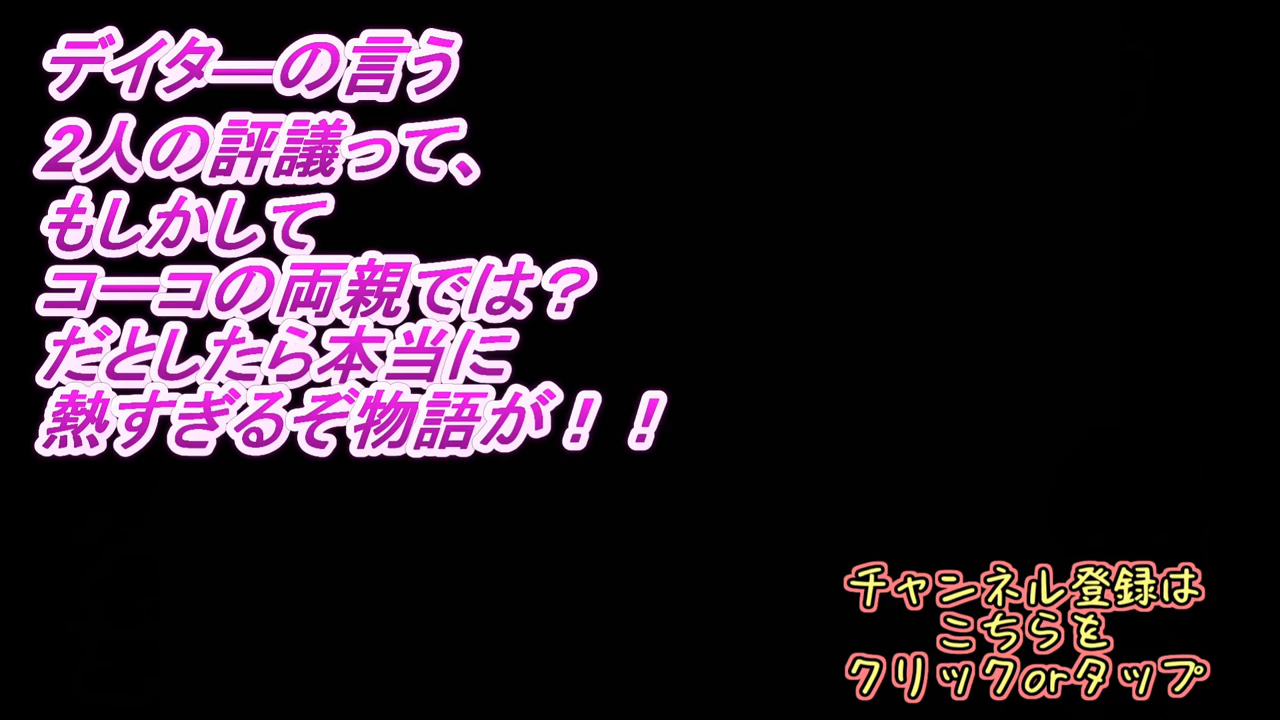 デイターの言う
2人の評議って、
もしかして
コーコの両親では？
だとしたら本当に
熱すぎるぞ物語が！！
チャンネル登録は
こちらを
クリックorタップ